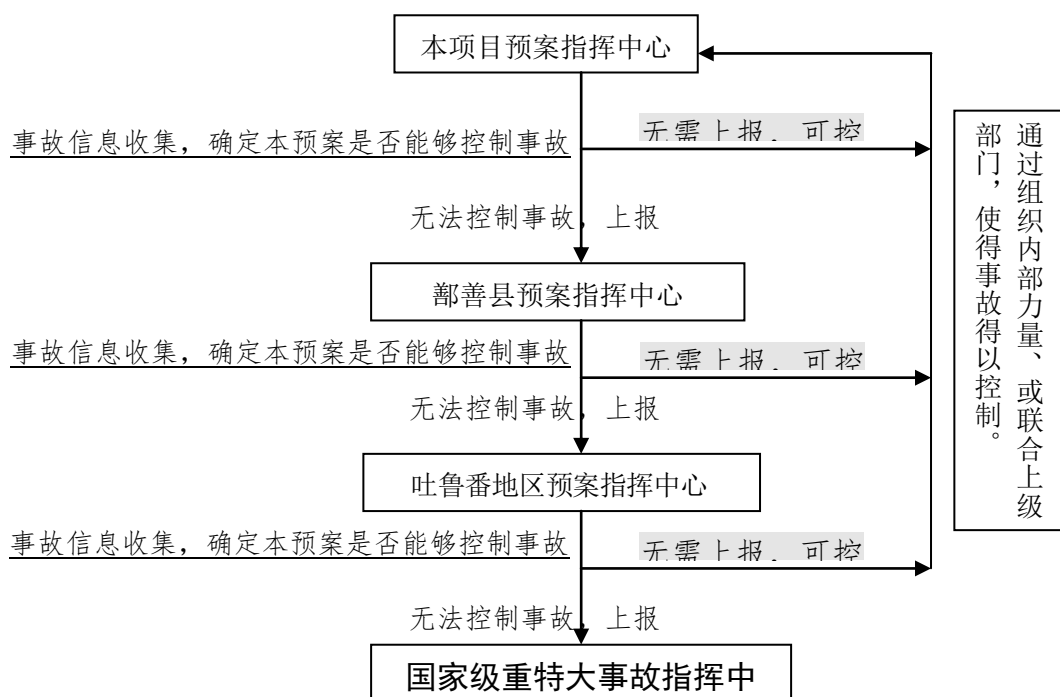 本项目预案指挥中心
事故信息收集，确定本预案是否能够控制事故
无需上报，可控
无法控制事故，上报
鄯善县预案指挥中心
事故信息收集，确定本预案是否能够控制事故
无需上报，可控
无法控制事故，上报
吐鲁番地区预案指挥中心
事故信息收集，确定本预案是否能够控制事故
无需上报，可控
无法控制事故，上报
国家级重特大事故指挥中
通过组织内部力量、或联合上级
部门，使得事故得以控制。